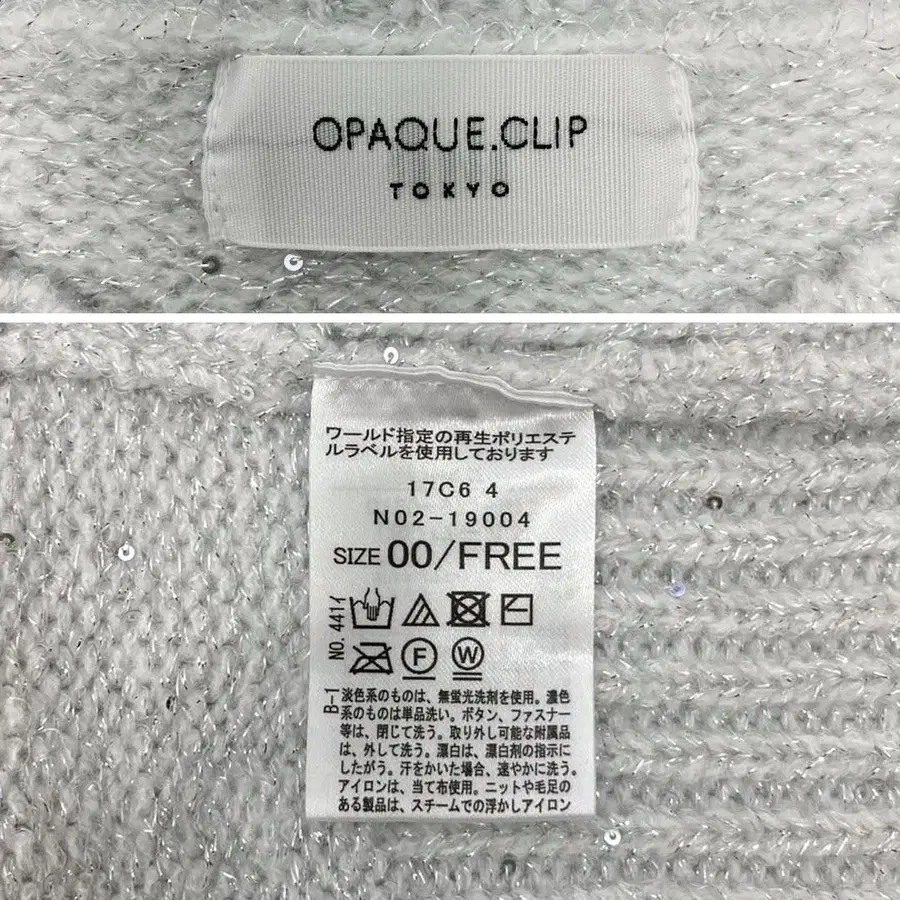 OPAQUE.CLIP
TOKYO
ワールド指定の再生ポリエステ
ルラベルを使用しております
17C6 4
N02-19004
SIZE 00/FREE
NO. 441イ
F W
B-1
淡色系のものは、無蛍光洗剤を使用。濃色
系のものは単品洗い。ボタン、ファスナー
等は、閉じて洗う。取り外し可能な附属品
は、外して洗う。漂白は、漂白剤の指示に
したがう。汗をかいた場合、速やかに洗う。
アイロンは、当て布使用。ニットや毛足の
ある製品は、スチームでの浮かしアイロン